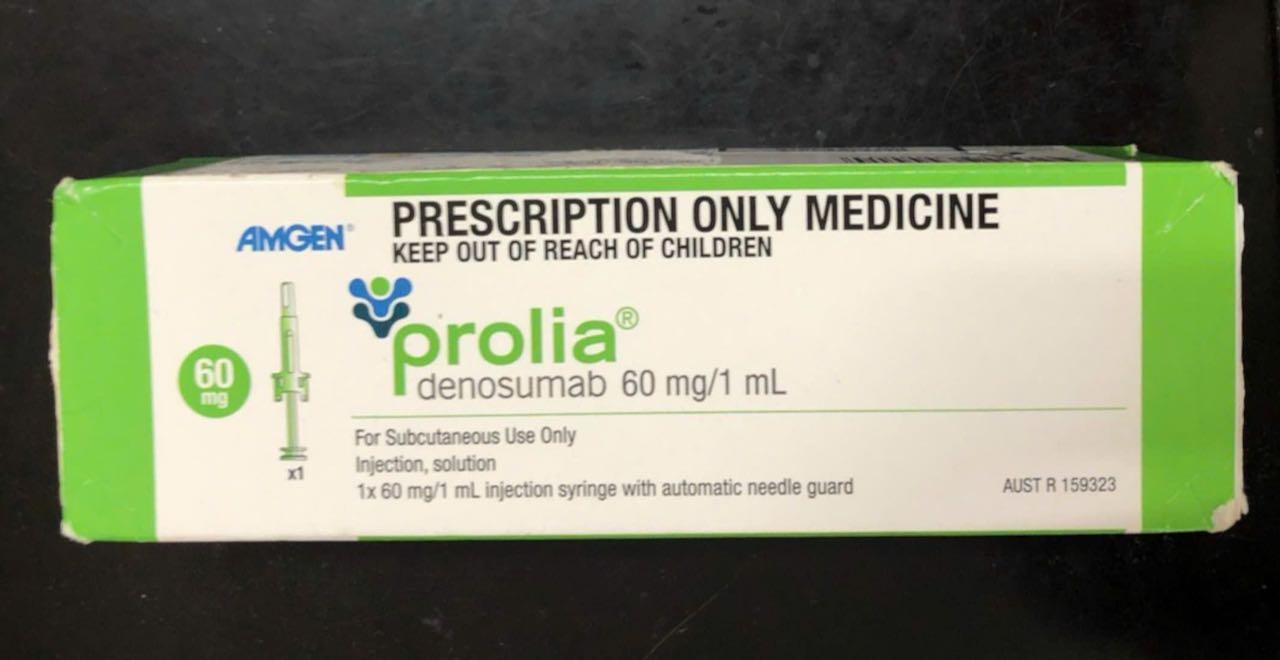 AMGEN®
PRESCRIPTION ONLY MEDICINE
KEEP OUT OF REACH OF CHILDREN
prolia®
denosumab 60 mg/1 mL
60
mg
x1
For Subcutaneous Use Only
Injection, solution
1x 60 mg/1 mL injection syringe with automatic needle guard
AUST R 159323